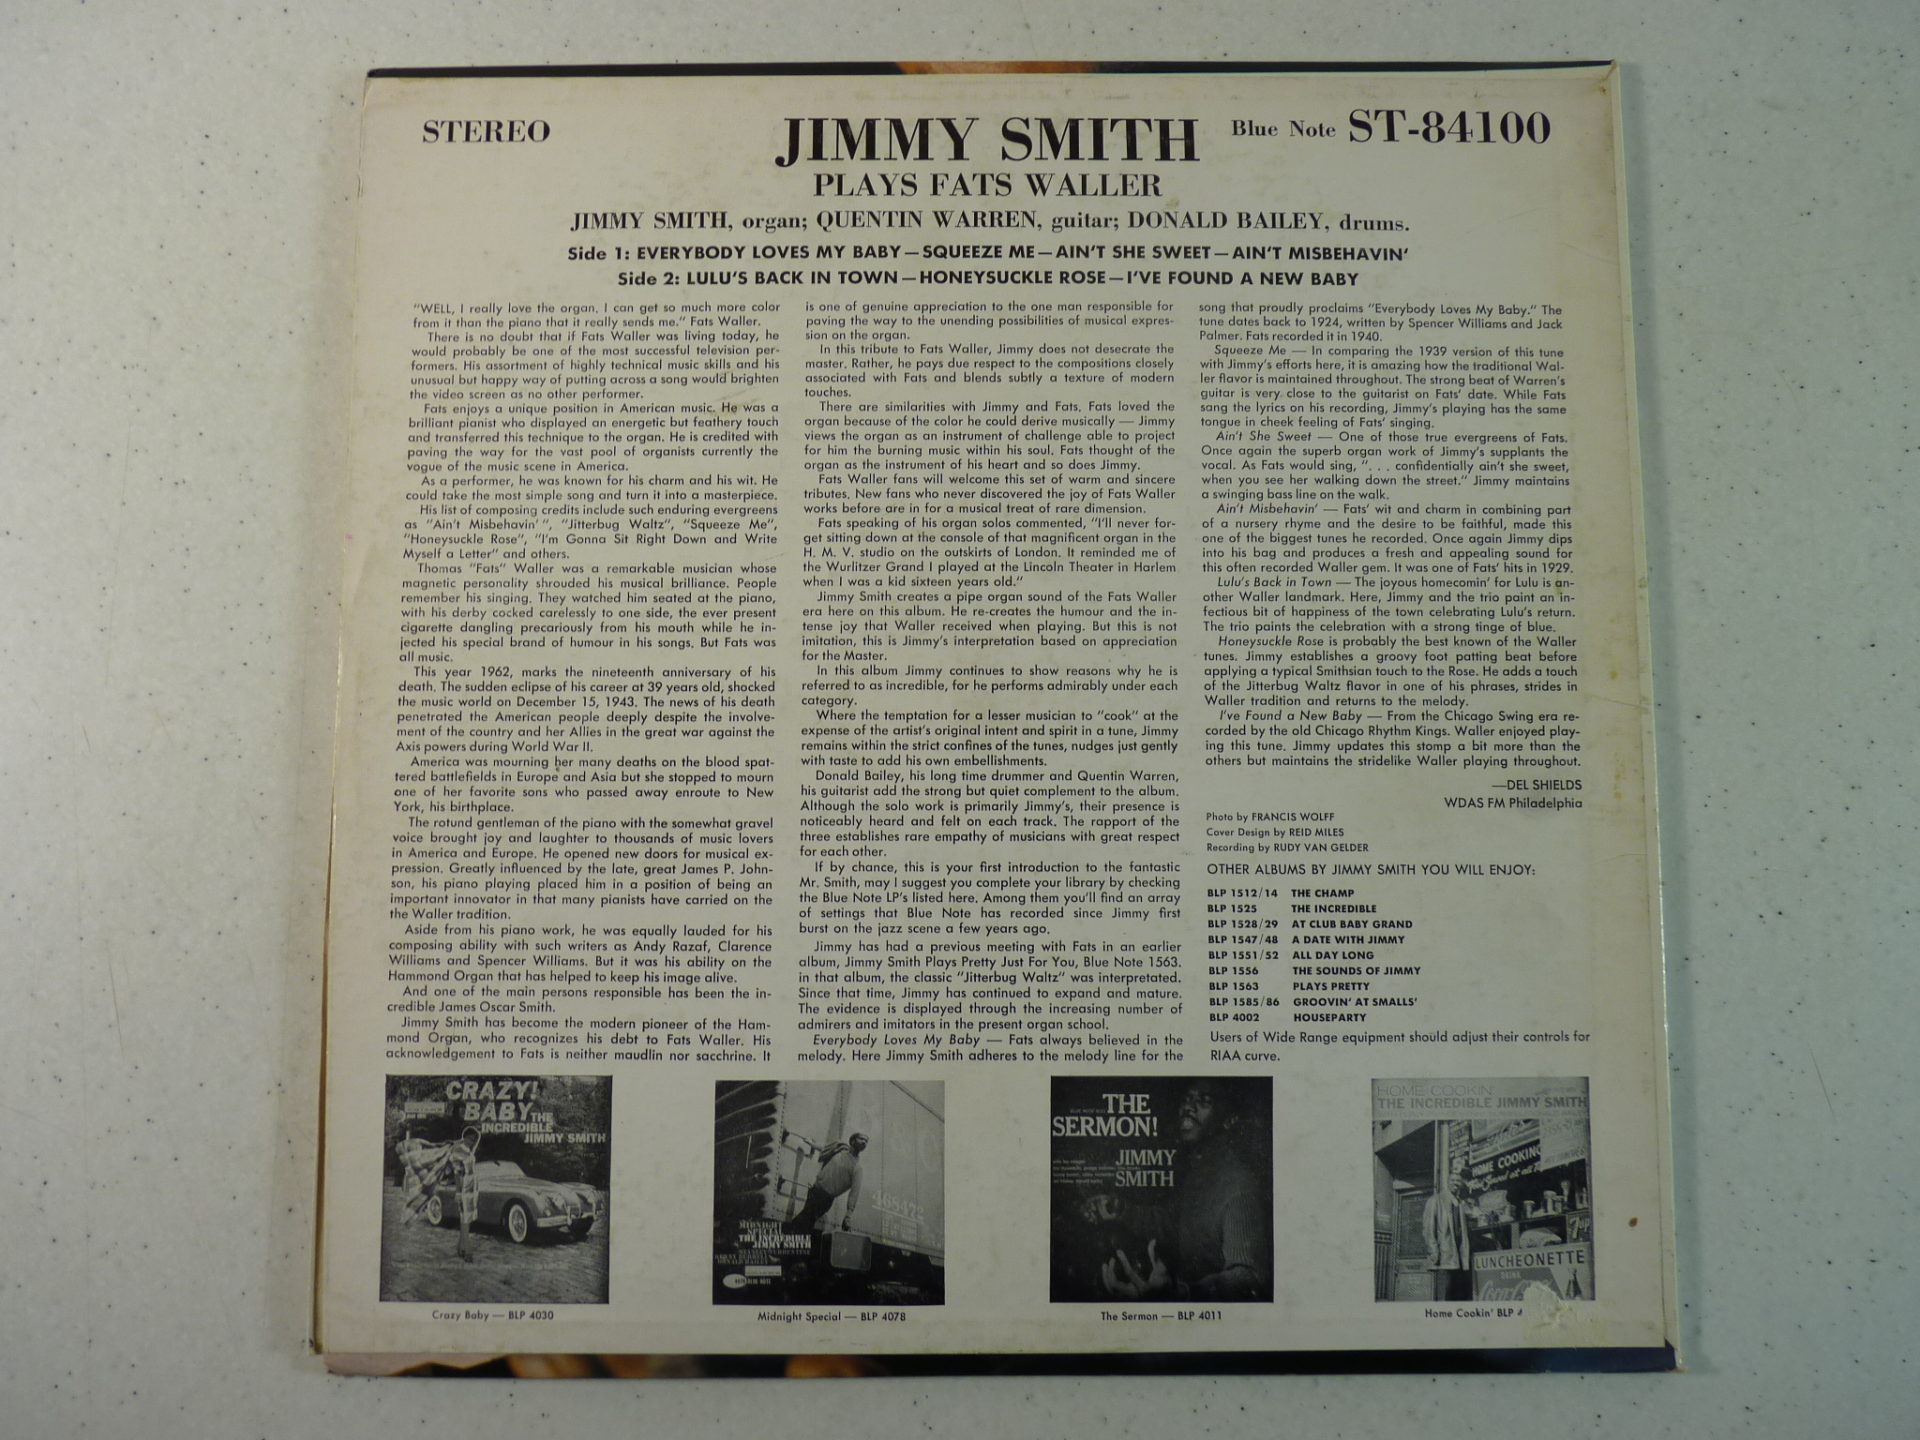 STEREO
JIMMY SMITH
Blue Note ST-84100
PLAYS FATS WALLER
JIMMY SMITH, organ; QUENTIN WARREN, guitar; DONALD BAILEY, drums.
Side 1: EVERYBODY LOVES MY BABY—SQUEEZE ME—AIN'T SHE SWEET—AIN'T MISBEHAVIN'
Side 2: LULU'S BACK IN TOWN—HONEYSUCKLE ROSE—I'VE FOUND A NEW BABY
"WELL, I really love the organ. I can get so much more color
from it than the piano that it really sends me." Fats Waller.
There is no doubt that if Fats Waller was living today, he
would probably be one of the most successful television per-
formers. His assortment of highly technical music skills and his
unusual but happy way of putting across a song would brighten
the video screen as no other performer.
Fats enjoys a unique position in American music. He was a
brilliant pianist who displayed an energetic but feathery touch
and transferred this technique to the organ. He is credited with
paving the way for the vast pool of organists currently the
vogue of the music scene in America.
As a performer, he was known for his charm and his wit. He
could take the most simple song and turn it into a masterpiece.
His list of composing credits include such enduring evergreens
as "Ain't Misbehavin'", "Jitterbug Waltz", "Squeeze Me",
"Honeysuckle Rose", "I'm Gonna Sit Right Down and Write
Myself a Letter" and others.
Thomas "Fats" Waller was a remarkable musician whose
magnetic personality shrouded his musical brilliance. People
remember his singing. They watched him seated at the piano,
with his derby cocked carelessly to one side, the ever present
cigarette dangling precariously from his mouth while he in-
jected his special brand of humour in his songs. But Fats was
all music.
This year 1962, marks the nineteenth anniversary of his
death. The sudden eclipse of his career at 39 years old, shocked
the music world on December 15, 1943. The news of his death
penetrated the American people deeply despite the involve-
ment of the country and her Allies in the great war against the
Axis powers during World War II.
America was mourning her many deaths on the blood spat-
tered battlefields in Europe and Asia but she stopped to mourn
one of her favorite sons who passed away enroute to New
York, his birthplace.
The rotund gentleman of the piano with the somewhat gravel
voice brought joy and laughter to thousands of music lovers
in America and Europe. He opened new doors for musical ex-
pression. Greatly influenced by the late, great James P. John-
son, his piano playing placed him in a position of being an
important innovator in that many pianists have carried on the
the Waller tradition.
Aside from his piano work, he was equally lauded for his
composing ability with such writers as Andy Razaf, Clarence
Williams and Spencer Williams. But it was his ability on the
Hammond Organ that has helped to keep his image alive.
And one of the main persons responsible has been the in-
credible James Oscar Smith.
Jimmy Smith has become the modern pioneer of the Ham-
mond Organ, who recognizes his debt to Fats Waller. His
acknowledgement to Fats is neither maudlin nor sacchrine. It
is one of genuine appreciation to the one man responsible for
paving the way to the unending possibilities of musical expres-
sion on the organ.
In this tribute to Fats Waller, Jimmy does not desecrate the
master. Rather, he pays due respect to the compositions closely
associated with Fats and blends subtly a texture of modern
touches.
There are similarities with Jimmy and Fats. Fats loved the
organ because of the color he could derive musically — Jimmy
views the organ as an instrument of challenge able to project
for him the burning music within his soul. Fats thought of the
organ as the instrument of his heart and so does Jimmy.
Fats Waller fans will welcome this set of warm and sincere
tributes. New fans who never discovered the joy of Fats Waller
works before are in for a musical treat of rare dimension.
Fats speaking of his organ solos commented, "I'll never for-
get sitting down at the console of that magnificent organ in the
H. M. V. studio on the outskirts of London. It reminded me of
the Wurlitzer Grand I played at the Lincoln Theater in Harlem
when I was a kid sixteen years old."
Jimmy Smith creates a pipe organ sound of the Fats Waller
era here on this album. He re-creates the humour and the in-
tense joy that Waller received when playing. But this is not
imitation, this is Jimmy's interpretation based on appreciation
for the Master.
In this album Jimmy continues to show reasons why he is
referred to as incredible, for he performs admirably under each
category.
Where the temptation for a lesser musician to "cook" at the
expense of the artist's original intent and spirit in a tune, Jimmy
remains within the strict confines of the tunes, nudges just gently
with taste to add his own embellishments.
Donald Bailey, his long time drummer and Quentin Warren,
his guitarist add the strong but quiet complement to the album.
Although the solo work is primarily Jimmy's, their presence is
noticeably heard and felt on each track. The rapport of the
three establishes rare empathy of musicians with great respect
for each other.
If by chance, this is your first introduction to the fantastic
Mr. Smith, may I suggest you complete your library by checking
the Blue Note LP's listed here. Among them you'll find an array
of settings that Blue Note has recorded since Jimmy first
burst on the jazz scene a few years ago.
Jimmy has had a previous meeting with Fats in an earlier
album, Jimmy Smith Plays Pretty Just For You, Blue Note 1563.
in that album, the classic "Jitterbug Waltz" was interpretated.
Since that time, Jimmy has continued to expand and mature.
The evidence is displayed through the increasing number of
admirers and imitators in the present organ school.
Everybody Loves My Baby — Fats always believed in the
melody. Here Jimmy Smith adheres to the melody line for the
song that proudly proclaims "Everybody Loves My Baby." The
tune dates back to 1924, written by Spencer Williams and Jack
Palmer. Fats recorded it in 1940.
Squeeze Me — In comparing the 1939 version of this tune
with Jimmy's efforts here, it is amazing how the traditional Wal-
ler flavor is maintained throughout. The strong beat of Warren's
guitar is very close to the guitarist on Fats' date. While Fats
sang the lyrics on his recording, Jimmy's playing has the same
tongue in cheek feeling of Fats' singing.
Ain't She Sweet — One of those true evergreens of Fats.
Once again the superb organ work of Jimmy's supplants the
vocal. As Fats would sing, ". . . confidentially ain't she sweet,
when you see her walking down the street." Jimmy maintains
a swinging bass line on the walk.
Ain't Misbehavin' — Fats' wit and charm in combining part
of a nursery rhyme and the desire to be faithful, made this
one of the biggest tunes he recorded. Once again Jimmy dips
into his bag and produces a fresh and appealing sound for
this often recorded Waller gem. It was one of Fats' hits in 1929.
Lulu's Back in Town — The joyous homecomin' for Lulu is an-
other Waller landmark. Here, Jimmy and the trio paint an in-
fectious bit of happiness of the town celebrating Lulu's return.
The trio paints the celebration with a strong tinge of blue.
Honeysuckle Rose is probably the best known of the Waller
tunes. Jimmy establishes a groovy foot patting beat before
applying a typical Smithsian touch to the Rose. He adds a touch
of the Jitterbug Waltz flavor in one of his phrases, strides in
Waller tradition and returns to the melody.
I've Found a New Baby — From the Chicago Swing era re-
corded by the old Chicago Rhythm Kings. Waller enjoyed play-
ing this tune. Jimmy updates this stomp a bit more than the
others but maintains the stridelike Waller playing throughout.
—DEL SHIELDS
WDAS FM Philadelphia
Photo by FRANCIS WOLFF
Cover Design by REID MILES
Recording by RUDY VAN GELDER
OTHER ALBUMS BY JIMMY SMITH YOU WILL ENJOY:
BLP 1512/14 THE CHAMP
BLP 1525 THE INCREDIBLE
BLP 1528/29 AT CLUB BABY GRAND
BLP 1547/48 A DATE WITH JIMMY
BLP 1551/52 ALL DAY LONG
BLP 1556 THE SOUNDS OF JIMMY
BLP 1563 PLAYS PRETTY
BLP 1585/86 GROOVIN' AT SMALLS'
BLP 4002 HOUSEPARTY
Users of Wide Range equipment should adjust their controls for
RIAA curve.
CRAZY!
BABY THE
INCREDIBLE
JIMMY SMITH
468472
MIDNIGHT
SPECIAL
THE INCREDIBLE
JIMMY SMITH
STANLEY TURRENTINE
KENNY BURRELL
DONALD BAILEY
BLUE NOTE
THE
SERMON!
JIMMY
SMITH
HOME COOKIN'
THE INCREDIBLE JIMMY SMITH
HOME COOKING
7up
LUNCHEONETTE
DRINK
Crazy Baby — BLP 4030
Midnight Special — BLP 4078
The Sermon — BLP 4011
Home Cookin' BLP